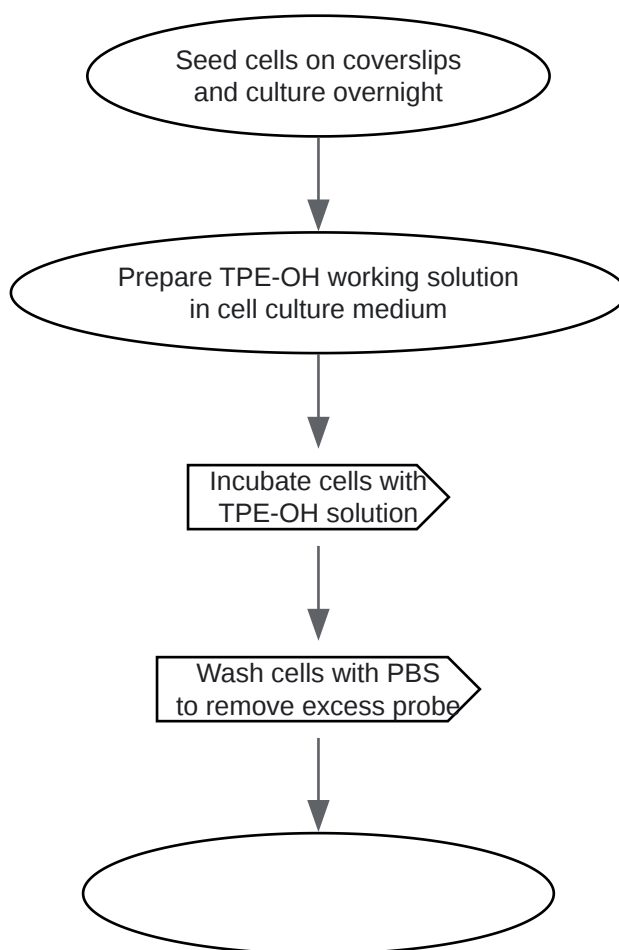 Seed cells on coverslips
and culture overnight
Prepare TPE-OH working solution
in cell culture medium
Incubate cells with
TPE-OH solution
Wash cells with PBS
to remove excess probe